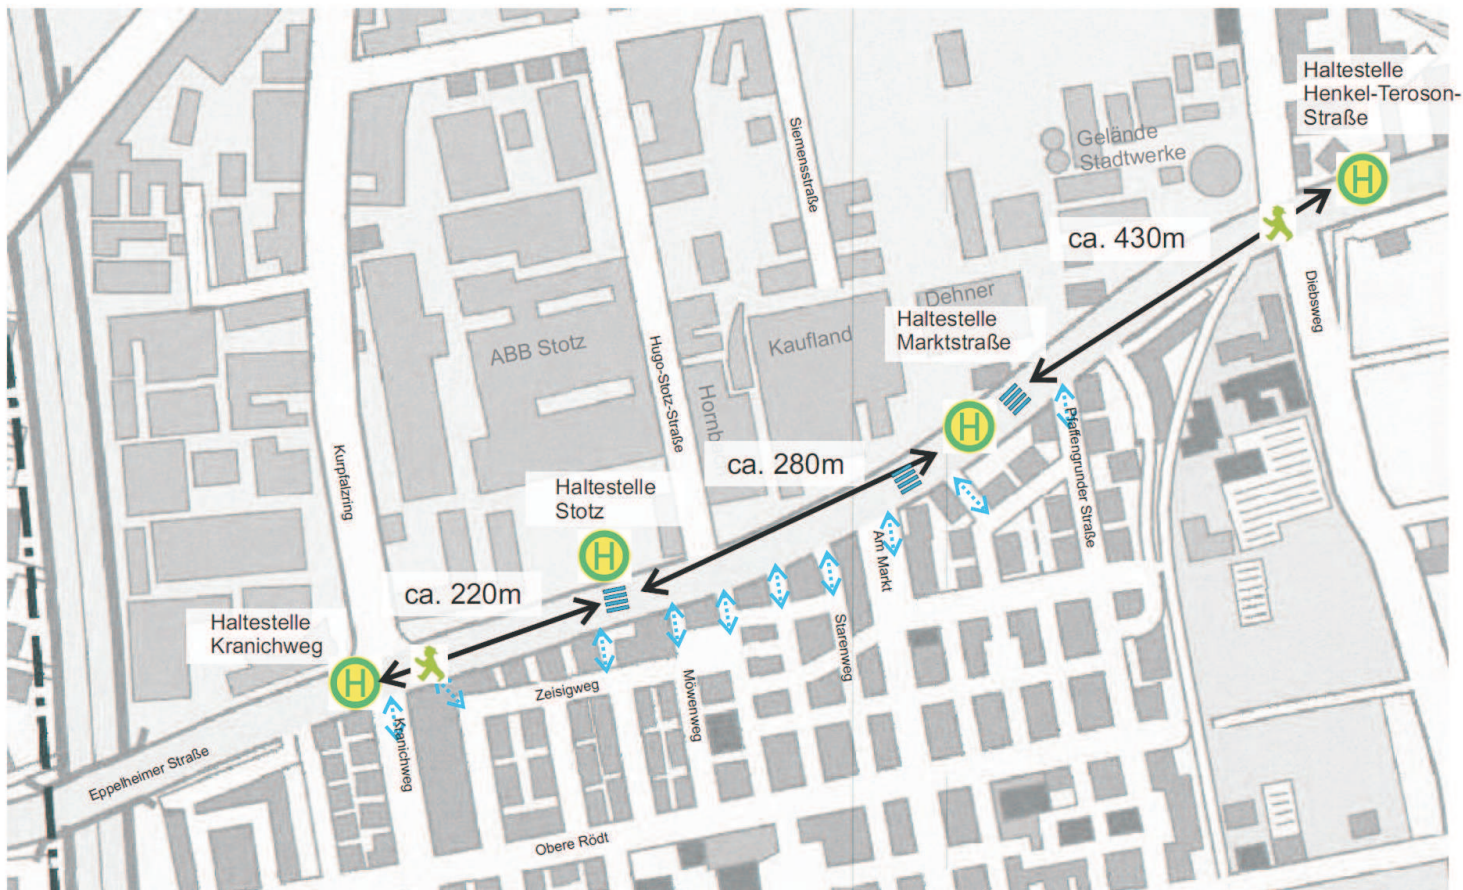 Haltestelle
Henkel-Teroson-
Straße
H
Gelände
Stadtwerke
Siemensstraße
ca. 430m
Diebsweg
Dehner
Haltestelle
Marktstraße
Kaufland
ABB Stotz
Hugo-Stotz-Straße
Hornb
H
Pfaffengrunder Straße
ca. 280m
Kurpfalzring
Haltestelle
Stotz
H
Am Markt
ca. 220m
Haltestelle
Kranichweg
H
Starenweg
Zeisigweg
Möwenweg
Kranichweg
Eppelheimer Straße
Obere Rödt